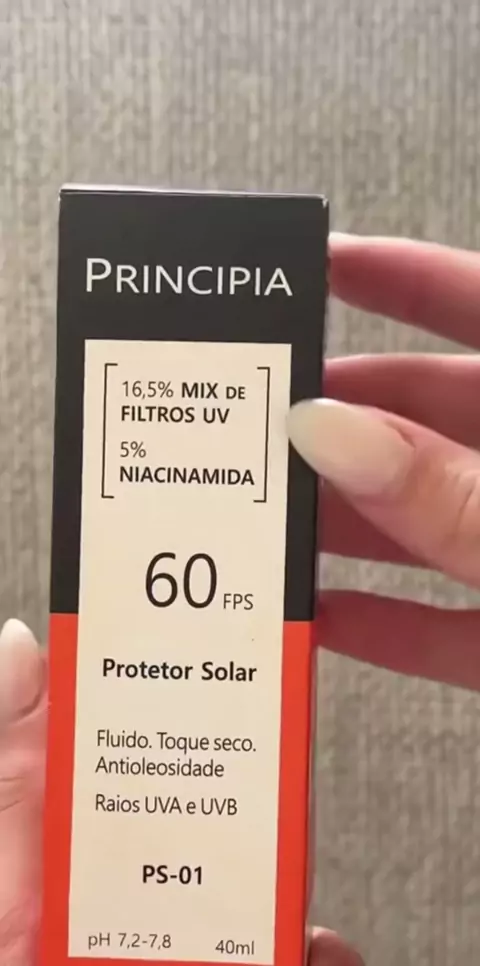 PRINCIPIA
16,5% MIX DE
FILTROS UV
5%
NIACINAMIDA
60 FPS
Protetor Solar
Fluido. Toque seco.
Antioleosidade
Raios UVA e UVB
PS-01
pH 7,2-7,8 40ml